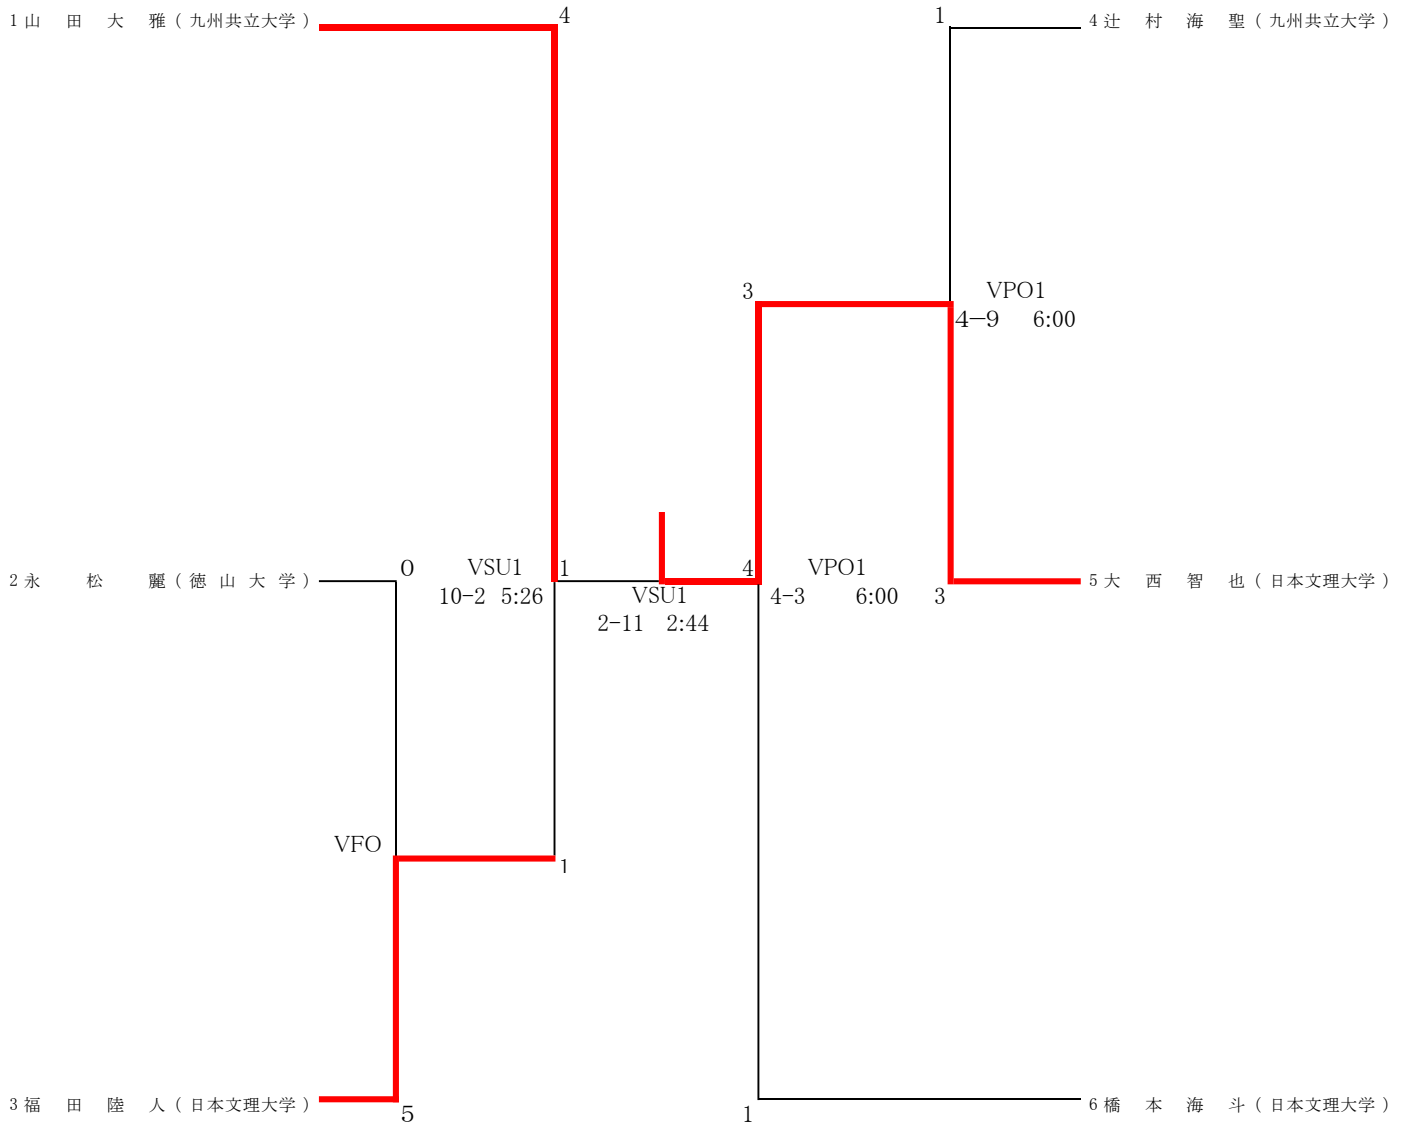 1 山 田 大 雅 ( 九州共立大学 )
4
1
4 辻 村 海 聖 ( 九州共立大学 )
3
VPO1
4-9 6:00
2 永 松 麗 ( 徳山大学 )
0
VSU1
10-2 5:26
1
VSU1
2-11 2:44
4
VPO1
4-3 6:00
3
5 大 西 智 也 ( 日本文理大学 )
VFO
1
3 福 田 陸 人 ( 日本文理大学 )
5
1
6 橋 本 海 斗 ( 日本文理大学 )